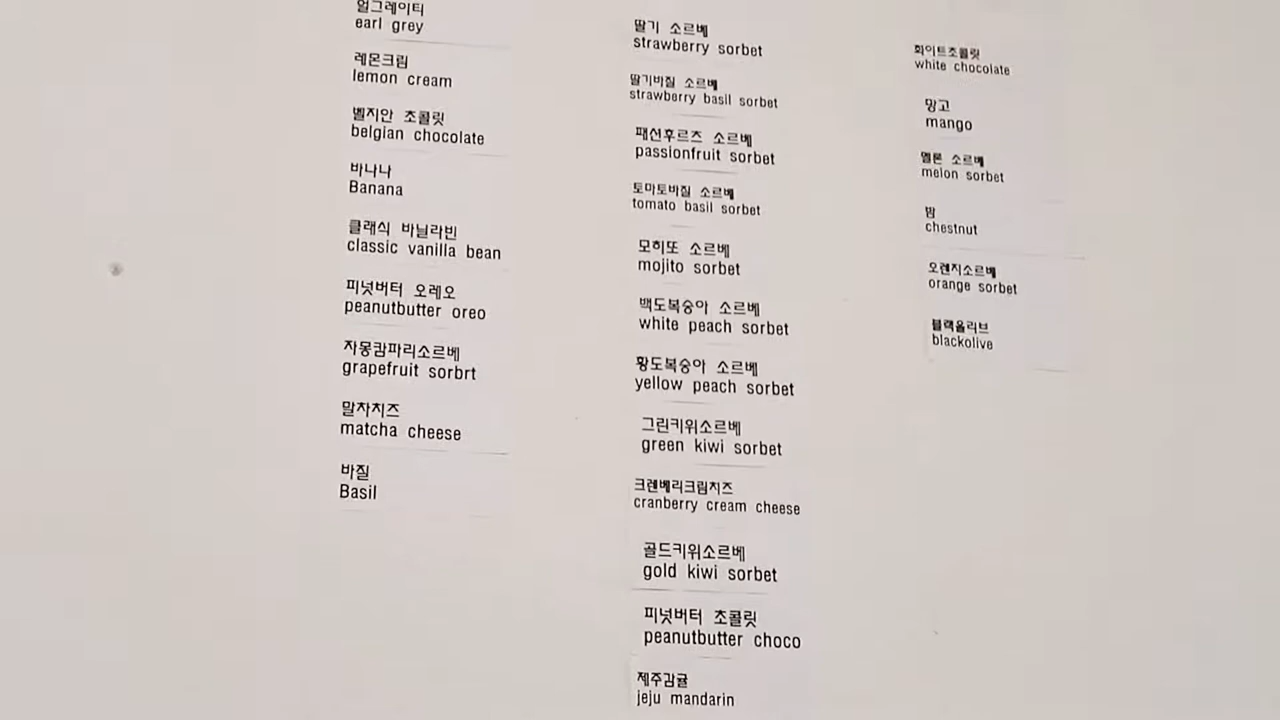 얼그레이티
earl grey
레몬크림
lemon cream
벨지안 초콜릿
belgian chocolate
바나나
Banana
클래식 바닐라빈
classic vanilla bean
피넛버터 오레오
peanutbutter oreo
자몽캄파리소르베
grapefruit sorbrt
말차치즈
matcha cheese
바질
Basil
딸기 소르베
strawberry sorbet
딸기바질 소르베
strawberry basil sorbet
패션후르츠 소르베
passionfruit sorbet
토마토바질 소르베
tomato basil sorbet
모히또 소르베
mojito sorbet
백도복숭아 소르베
white peach sorbet
황도복숭아 소르베
yellow peach sorbet
그린키위소르베
green kiwi sorbet
크렌베리크림치즈
cranberry cream cheese
골드키위소르베
gold kiwi sorbet
피넛버터 초콜릿
peanutbutter choco
제주감귤
jeju mandarin
화이트초콜릿
white chocolate
망고
mango
멜론 소르베
melon sorbet
밤
chestnut
오렌지소르베
orange sorbet
블랙올리브
blackolive